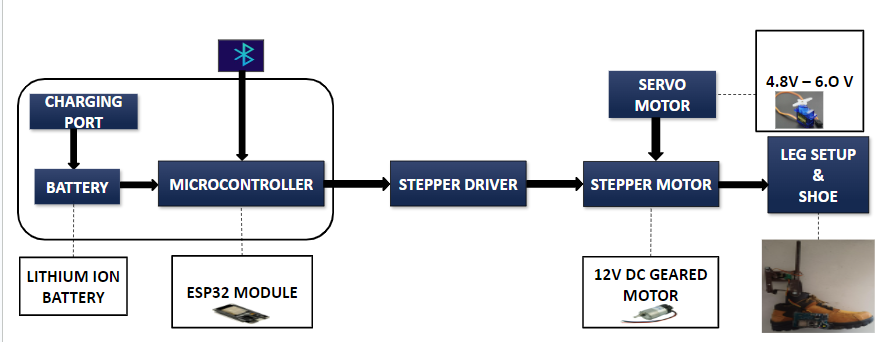 CHARGING
PORT
BATTERY
MICROCONTROLLER
STEPPER DRIVER
SERVO
MOTOR
STEPPER MOTOR
4.8V – 6.0 V
LEG SETUP
&
SHOE
LITHIUM ION
BATTERY
ESP32 MODULE
12V DC GEARED
MOTOR